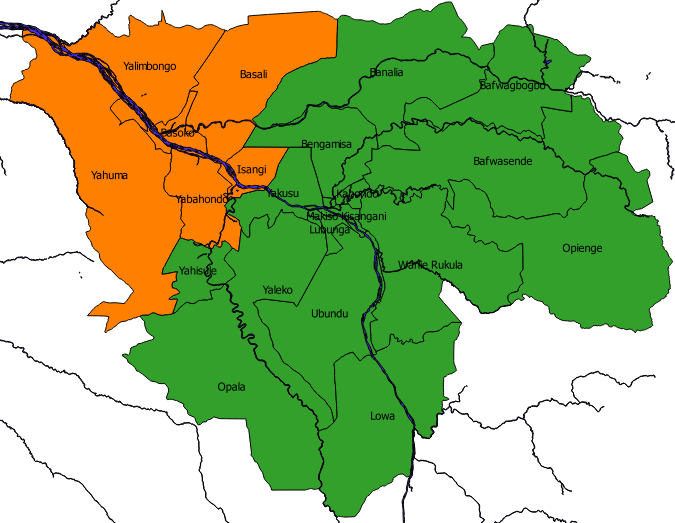 Yalimbongo
Basali
Banalia
Bafwagbogbo
Basoko
Bengamisa
Bafwasende
Isangi
Yahuma
Yabahondo
Yakusu
Kabondo
Makiso Kisangani
Lubunga
Opienge
Yahisule
Wanie Rukula
Yaleko
Ubundu
Opala
Lowa